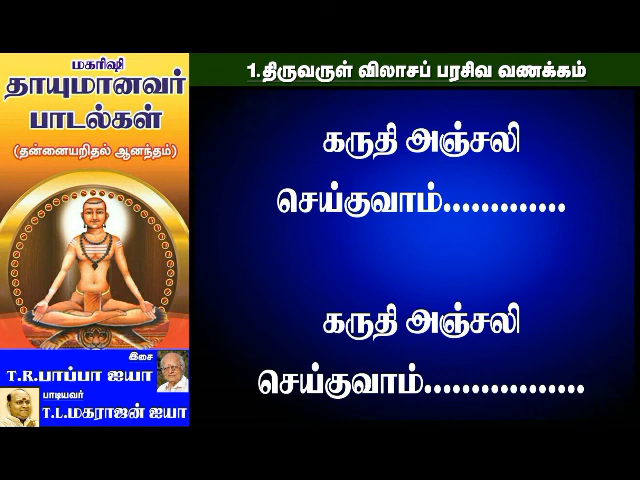 மகரிஷி
தாயுமானவர்
பாடல்கள்
(தன்னையறிதல் ஆனந்தம்)
இசை
T.R.பாப்பா ஐயா
பாடியவர்
T.L.மகராஜன் ஐயா
1.திருவருள் விலாசப் பரசிவ வணக்கம்
கருதி அஞ்சலி
செய்குவாம்.............
கருதி அஞ்சலி
செய்குவாம்.................